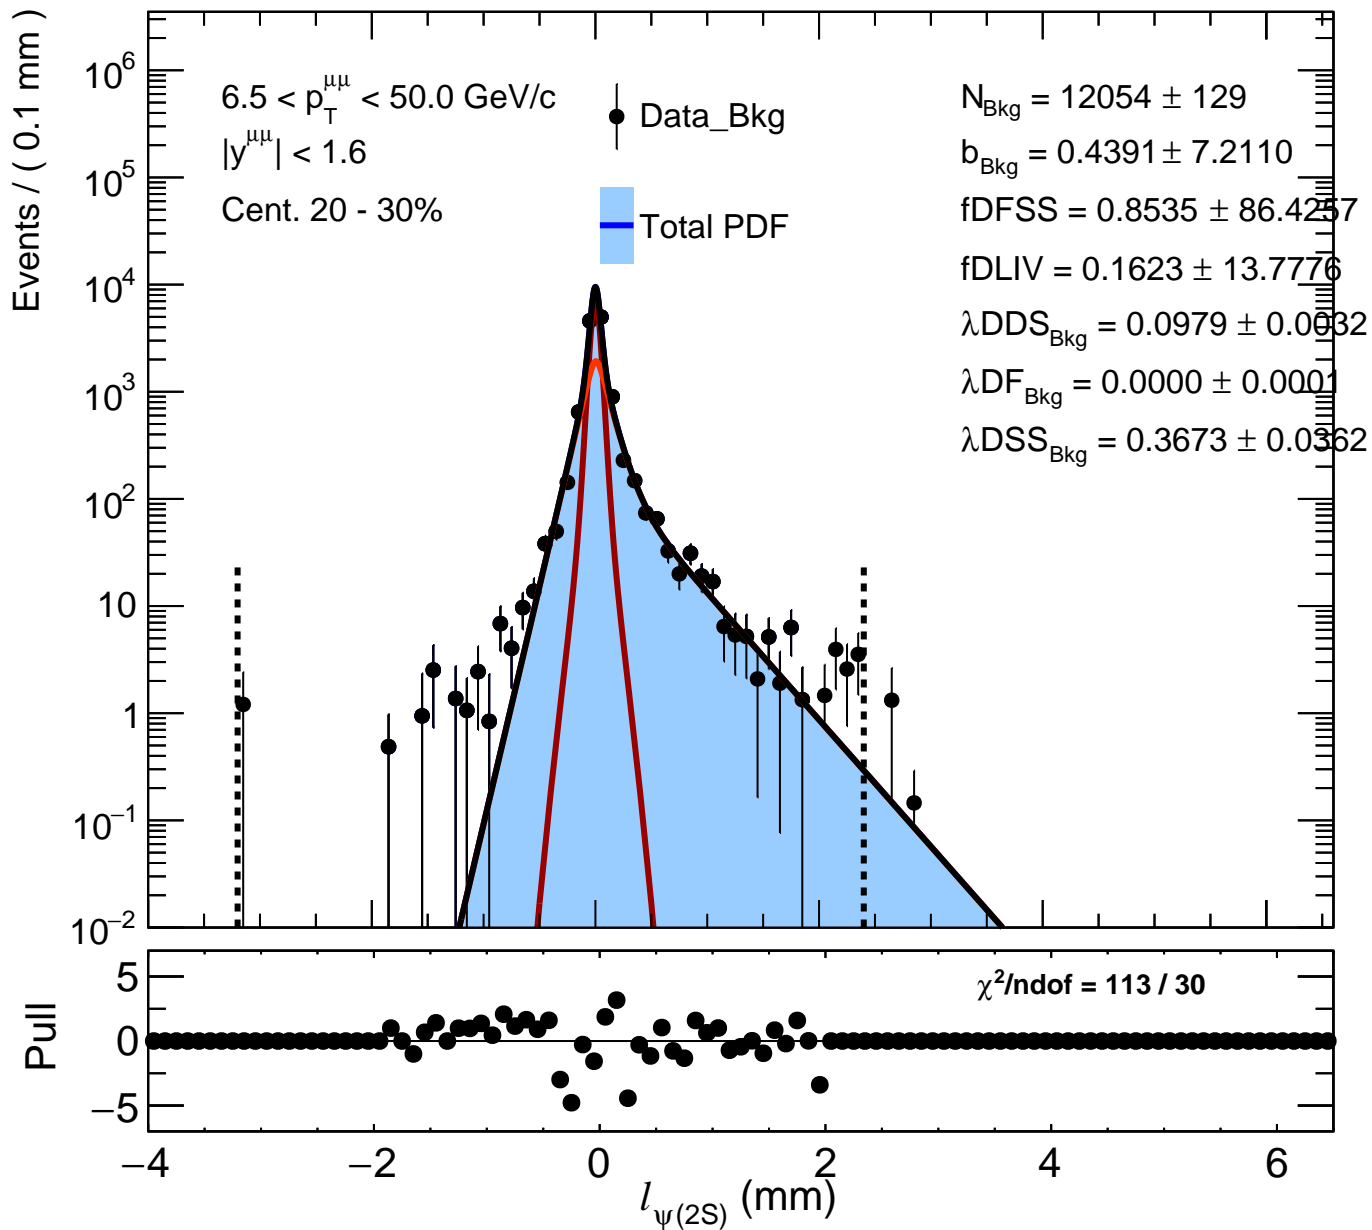 Events / ( 0.1 mm )
10⁶
10⁵
10⁴
10³
10²
10
1
10⁻¹
10⁻²
6.5 < p_T^μμ < 50.0 GeV/c
|y^μμ| < 1.6
Cent. 20 - 30%
Data_Bkg
Total PDF
N_Bkg = 12054 ± 129
b_Bkg = 0.4391 ± 7.2110
fDFSS = 0.8535 ± 86.4257
fDLIV = 0.1623 ± 13.7776
λDDS_Bkg = 0.0979 ± 0.0032
λDF_Bkg = 0.0000 ± 0.0001
λDSS_Bkg = 0.3673 ± 0.0362
Pull
5
0
−5
χ²/ndof = 113 / 30
−4 −2 0 2 4 6
l_ψ(2S) (mm)